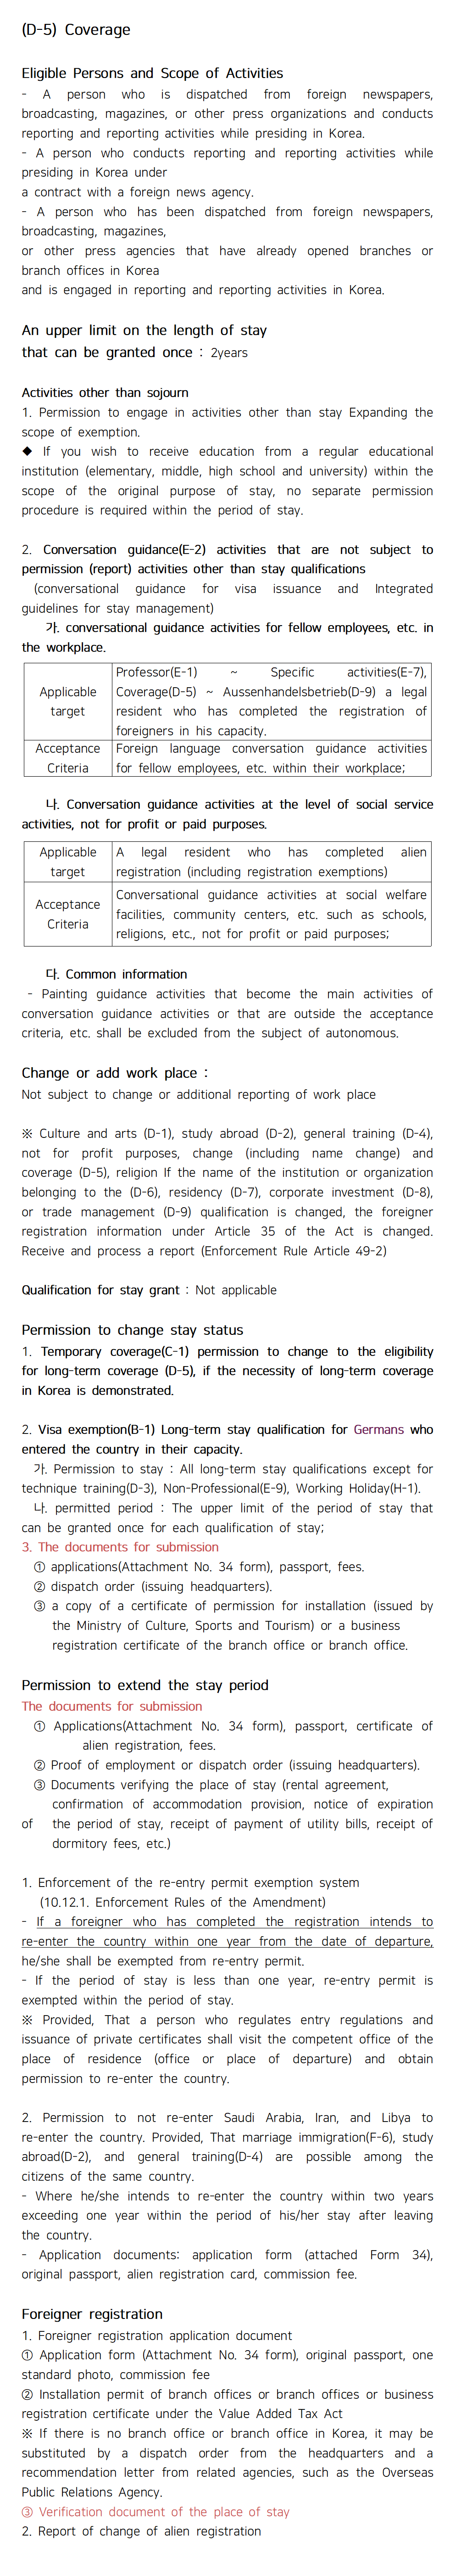 (D-5) Coverage
Eligible Persons and Scope of Activities
- A person who is dispatched from foreign newspapers,
broadcasting, magazines, or other press organizations and conducts
reporting and reporting activities while presiding in Korea.
- A person who conducts reporting and reporting activities while
presiding in Korea under
a contract with a foreign news agency.
- A person who has been dispatched from foreign newspapers,
broadcasting, magazines,
or other press agencies that have already opened branches or
branch offices in Korea
and is engaged in reporting and reporting activities in Korea.
An upper limit on the length of stay
that can be granted once : 2years
Activities other than sojourn
1. Permission to engage in activities other than stay Expanding the
scope of exemption.
◆ If you wish to receive education from a regular educational
institution (elementary, middle, high school and university) within the
scope of the original purpose of stay, no separate permission
procedure is required within the period of stay.
2. Conversation guidance(E-2) activities that are not subject to
permission (report) activities other than stay qualifications
(conversational guidance for visa issuance and Integrated
guidelines for stay management)
가. conversational guidance activities for fellow employees, etc. in
the workplace.
Applicable target
Professor(E-1) ~ Specific activities(E-7),
Coverage(D-5) ~ Aussenhandelsbetrieb(D-9) a legal
resident who has completed the registration of
foreigners in his capacity.
Acceptance Criteria
Foreign language conversation guidance activities
for fellow employees, etc. within their workplace;
나. Conversation guidance activities at the level of social service
activities, not for profit or paid purposes.
Applicable target
A legal resident who has completed alien
registration (including registration exemptions)
Acceptance Criteria
Conversational guidance activities at social welfare
facilities, community centers, etc. such as schools,
religions, etc., not for profit or paid purposes;
다. Common information
- Painting guidance activities that become the main activities of
conversation guidance activities or that are outside the acceptance
criteria, etc. shall be excluded from the subject of autonomous.
Change or add work place :
Not subject to change or additional reporting of work place
※ Culture and arts (D-1), study abroad (D-2), general training (D-4),
not for profit purposes, change (including name change) and
coverage (D-5), religion If the name of the institution or organization
belonging to the (D-6), residency (D-7), corporate investment (D-8),
or trade management (D-9) qualification is changed, the foreigner
registration information under Article 35 of the Act is changed.
Receive and process a report (Enforcement Rule Article 49-2)
Qualification for stay grant : Not applicable
Permission to change stay status
1. Temporary coverage(C-1) permission to change to the eligibility
for long-term coverage (D-5), if the necessity of long-term coverage
in Korea is demonstrated.
2. Visa exemption(B-1) Long-term stay qualification for Germans who
entered the country in their capacity.
가. Permission to stay : All long-term stay qualifications except for
technique training(D-3), Non-Professional(E-9), Working Holiday(H-1).
나. permitted period : The upper limit of the period of stay that
can be granted once for each qualification of stay;
3. The documents for submission
① applications(Attachment No. 34 form), passport, fees.
② dispatch order (issuing headquarters).
③ a copy of a certificate of permission for installation (issued by
the Ministry of Culture, Sports and Tourism) or a business
registration certificate of the branch office or branch office.
Permission to extend the stay period
The documents for submission
① Applications(Attachment No. 34 form), passport, certificate of
alien registration, fees.
② Proof of employment or dispatch order (issuing headquarters).
③ Documents verifying the place of stay (rental agreement,
confirmation of accommodation provision, notice of expiration
of the period of stay, receipt of payment of utility bills, receipt of
dormitory fees, etc.)
1. Enforcement of the re-entry permit exemption system
(10.12.1. Enforcement Rules of the Amendment)
- If a foreigner who has completed the registration intends to
re-enter the country within one year from the date of departure,
he/she shall be exempted from re-entry permit.
- If the period of stay is less than one year, re-entry permit is
exempted within the period of stay.
※ Provided, That a person who regulates entry regulations and
issuance of private certificates shall visit the competent office of the
place of residence (office or place of departure) and obtain
permission to re-enter the country.
2. Permission to not re-enter Saudi Arabia, Iran, and Libya to
re-enter the country. Provided, That marriage immigration(F-6), study
abroad(D-2), and general training(D-4) are possible among the
citizens of the same country.
- Where he/she intends to re-enter the country within two years
exceeding one year within the period of his/her stay after leaving
the country.
- Application documents: application form (attached Form 34),
original passport, alien registration card, commission fee.
Foreigner registration
1. Foreigner registration application document
① Application form (Attachment No. 34 form), original passport, one
standard photo, commission fee
② Installation permit of branch offices or branch offices or business
registration certificate under the Value Added Tax Act
※ If there is no branch office or branch office in Korea, it may be
substituted by a dispatch order from the headquarters and a
recommendation letter from related agencies, such as the Overseas
Public Relations Agency.
③ Verification document of the place of stay
2. Report of change of alien registration